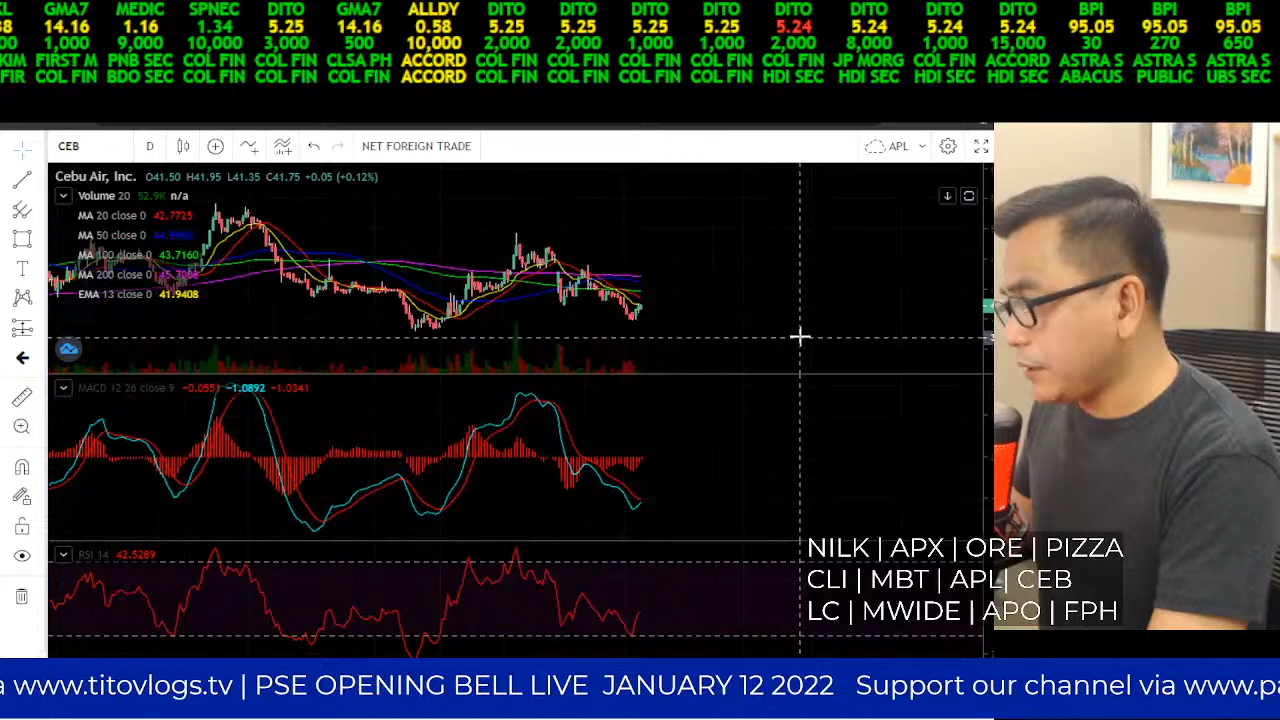 KL GMA7 MEDIC SPNEC DITO GMA7 ALLDY DITO DITO DITO DITO DITO DITO DITO DITO BPI BPI BPI
14.16 1.16 1.34 5.25 14.16 0.58 5.25 5.25 5.25 5.25 5.24 5.24 5.24 5.24 95.05 95.05 95.05
1,000 9,000 10,000 3,000 500 10,000 2,000 2,000 1,000 1,000 2,000 8,000 1,000 15,000 30 270 650
KIM FIRST M PNB SEC COL FIN COL FIN CLSA PH ACCORD COL FIN COL FIN COL FIN COL FIN COL FIN JP MORG COL FIN ACCORD ASTRA S ASTRA S ASTRA S
FIR COL FIN BDO SEC COL FIN COL FIN COL FIN ACCORD COL FIN COL FIN COL FIN COL FIN HDI SEC HDI SEC HDI SEC HDI SEC ABACUS PUBLIC UBS SEC
CEB D NET FOREIGN TRADE APL
Cebu Air, Inc. O41.50 H41.95 L41.35 C41.75 +0.05 (+0.12%)
Volume 20 52.9K n/a
MA 20 close 0 42.7725
MA 50 close 0
MA 100 close 0 43.7160
MA 200 close 0
EMA 13 close 0 41.9408
MACD 12 26 close 9 −0.0551 −1.0892 −1.0341
RSI 14 42.5289
NILK | APX | ORE | PIZZA
CLI | MBT | APL| CEB
LC | MWIDE | APO | FPH
www.titovlogs.tv | PSE OPENING BELL LIVE JANUARY 12 2022 Support our channel via www.pa